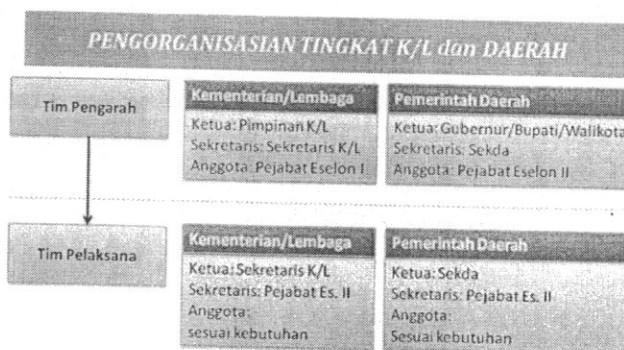 PENGORGANISASIAN TINGKAT K/L dan DAERAH
Tim Pengarah
Kementerian/Lembaga
Ketua: Pimpinan K/L
Sekretaris: Sekretaris K/L
Anggota: Pejabat Eselon I
Pemerintah Daerah
Ketua: Gubernur/Bupati/Walikota
Sekretaris: Sekda
Anggota: Pejabat Eselon II
Tim Pelaksana
Kementerian/Lembaga
Ketua: Sekretaris K/L
Sekretaris: Pejabat Es. II
Anggota:
sesuai kebutuhan
Pemerintah Daerah
Ketua: Sekda
Sekretaris: Pejabat Es. II
Anggota:
Sesuai kebutuhan